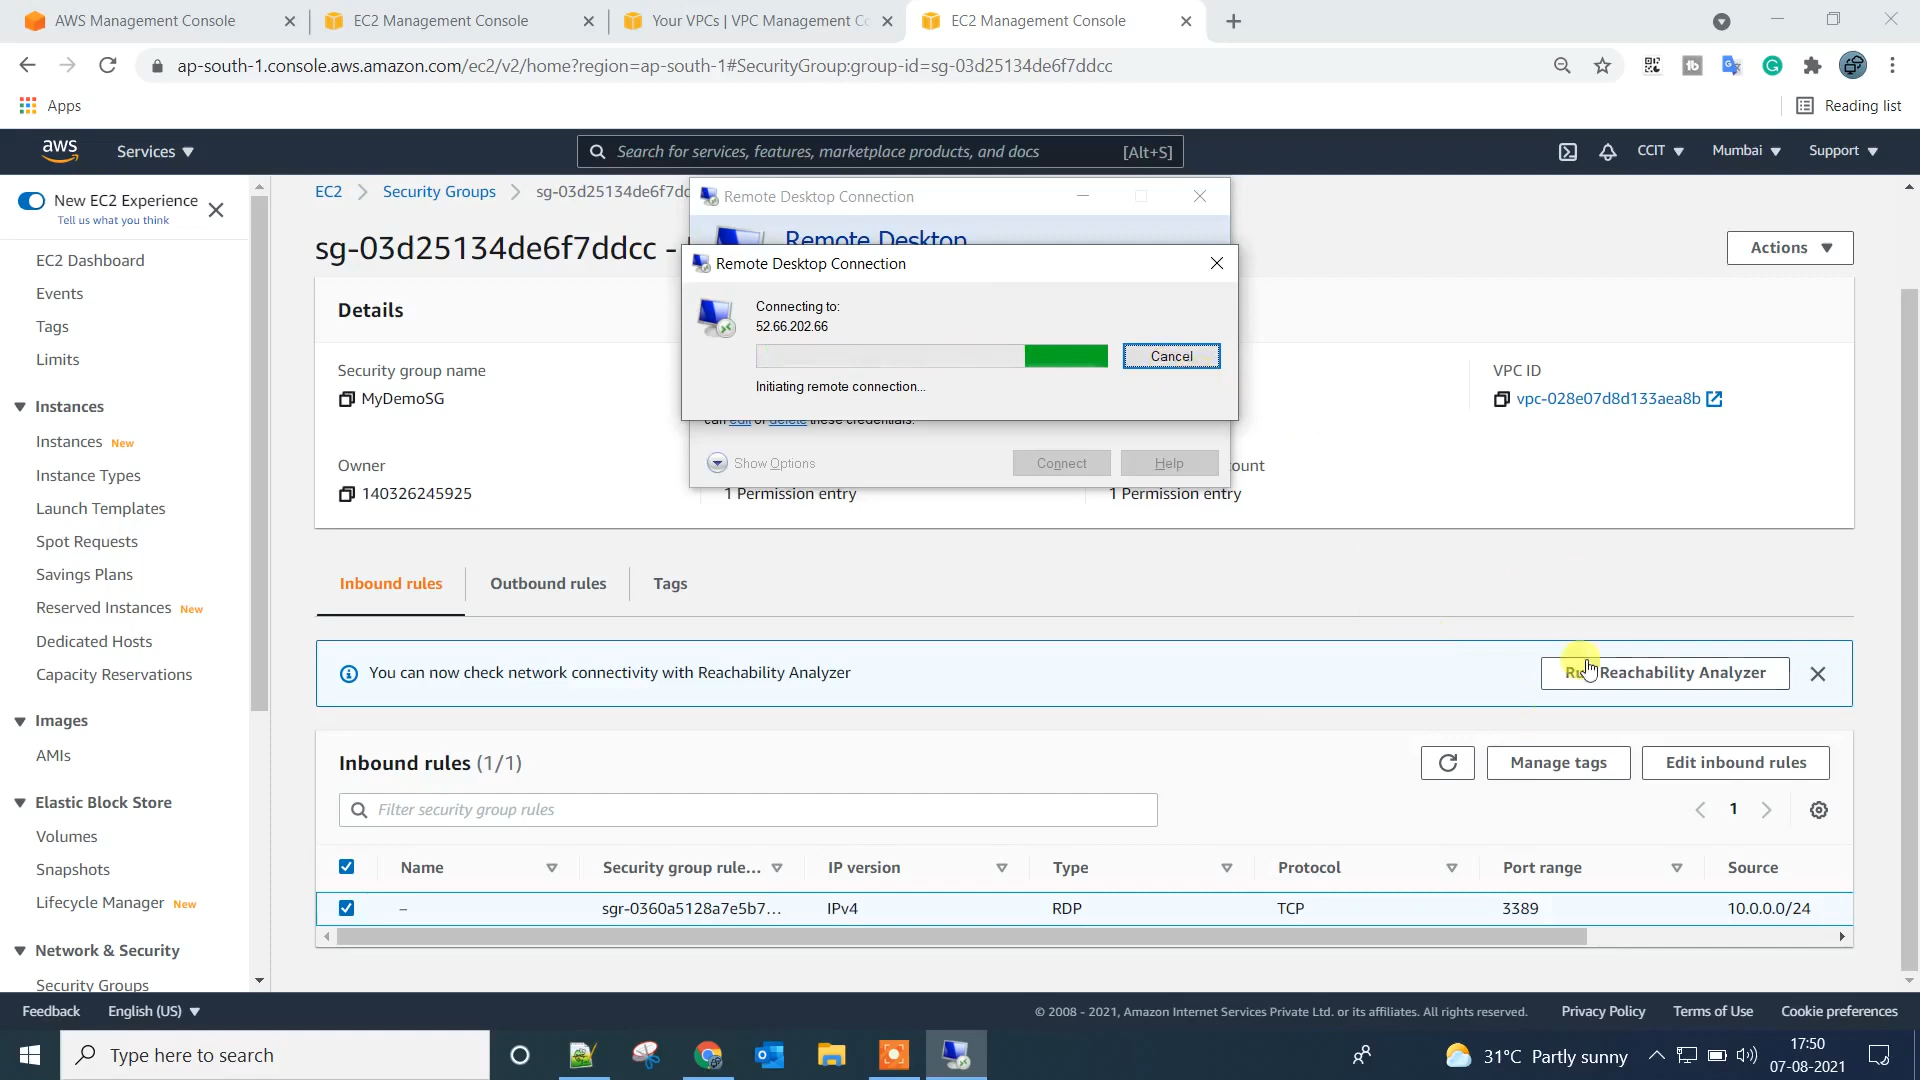 AWS Management Console
EC2 Management Console
Your VPCs | VPC Management Co
EC2 Management Console
ap-south-1.console.aws.amazon.com/ec2/v2/home?region=ap-south-1#SecurityGroup:group-id=sg-03d25134de6f7ddcc
Apps
Reading list
aws
Services
Search for services, features, marketplace products, and docs
[Alt+S]
CCIT
Mumbai
Support
New EC2 Experience
Tell us what you think
EC2 Dashboard
Events
Tags
Limits
Instances
Instances New
Instance Types
Launch Templates
Spot Requests
Savings Plans
Reserved Instances New
Dedicated Hosts
Capacity Reservations
Images
AMIs
Elastic Block Store
Volumes
Snapshots
Lifecycle Manager New
Network & Security
Security Groups
EC2
Security Groups
sg-03d25134de6f7dd
sg-03d25134de6f7ddcc -
Actions
Details
Security group name
MyDemoSG
Owner
140326245925
1 Permission entry
ount
1 Permission entry
VPC ID
vpc-028e07d8d133aea8b
Remote Desktop Connection
Remote Desktop
Remote Desktop Connection
Connecting to:
52.66.202.66
Cancel
Initiating remote connection...
can edit or delete these credentials.
Show Options
Connect
Help
Inbound rules
Outbound rules
Tags
You can now check network connectivity with Reachability Analyzer
Reachability Analyzer
Inbound rules (1/1)
Manage tags
Edit inbound rules
Filter security group rules
1
Name
Security group rule...
IP version
Type
Protocol
Port range
Source
–
sgr-0360a5128a7e5b7...
IPv4
RDP
TCP
3389
10.0.0.0/24
Feedback
English (US)
© 2008 - 2021, Amazon Internet Services Private Ltd. or its affiliates. All rights reserved.
Privacy Policy
Terms of Use
Cookie preferences
Type here to search
31°C Partly sunny
17:50
07-08-2021